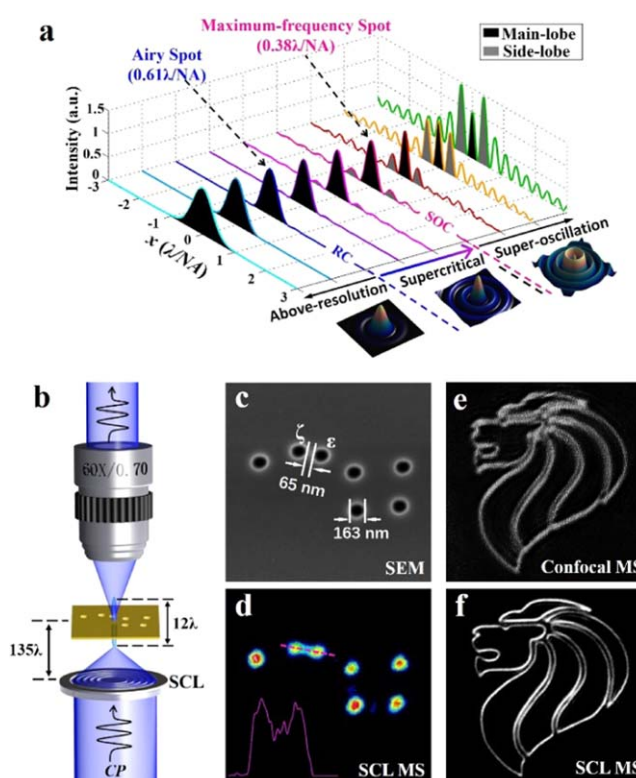 a
Maximum-frequency Spot
(0.38λ/NA)
Airy Spot
(0.61λ/NA)
Main-lobe
Side-lobe
Intensity (a.u.)
1.5
1
0.5
0
-3
-2
-1
0
1
2
3
x (λ/NA)
RC
SOC
Above-resolution
Supercritical
Super-oscillation
b
60X/0.70
12λ
135λ
SCL
CP
c
ζ
ε
65 nm
163 nm
SEM
d
SCL MS
e
Confocal MS
f
SCL MS